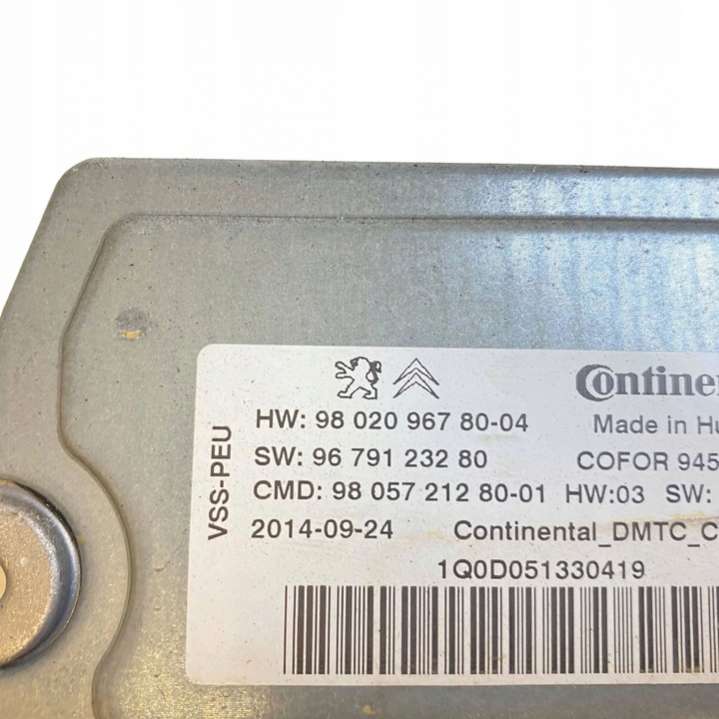 Continen
HW: 98 020 967 80-04 Made in Hu
SW: 96 791 232 80 COFOR 945
CMD: 98 057 212 80-01 HW:03 SW:
2014-09-24 Continental_DMTC_C
1Q0D051330419
VSS-PEU